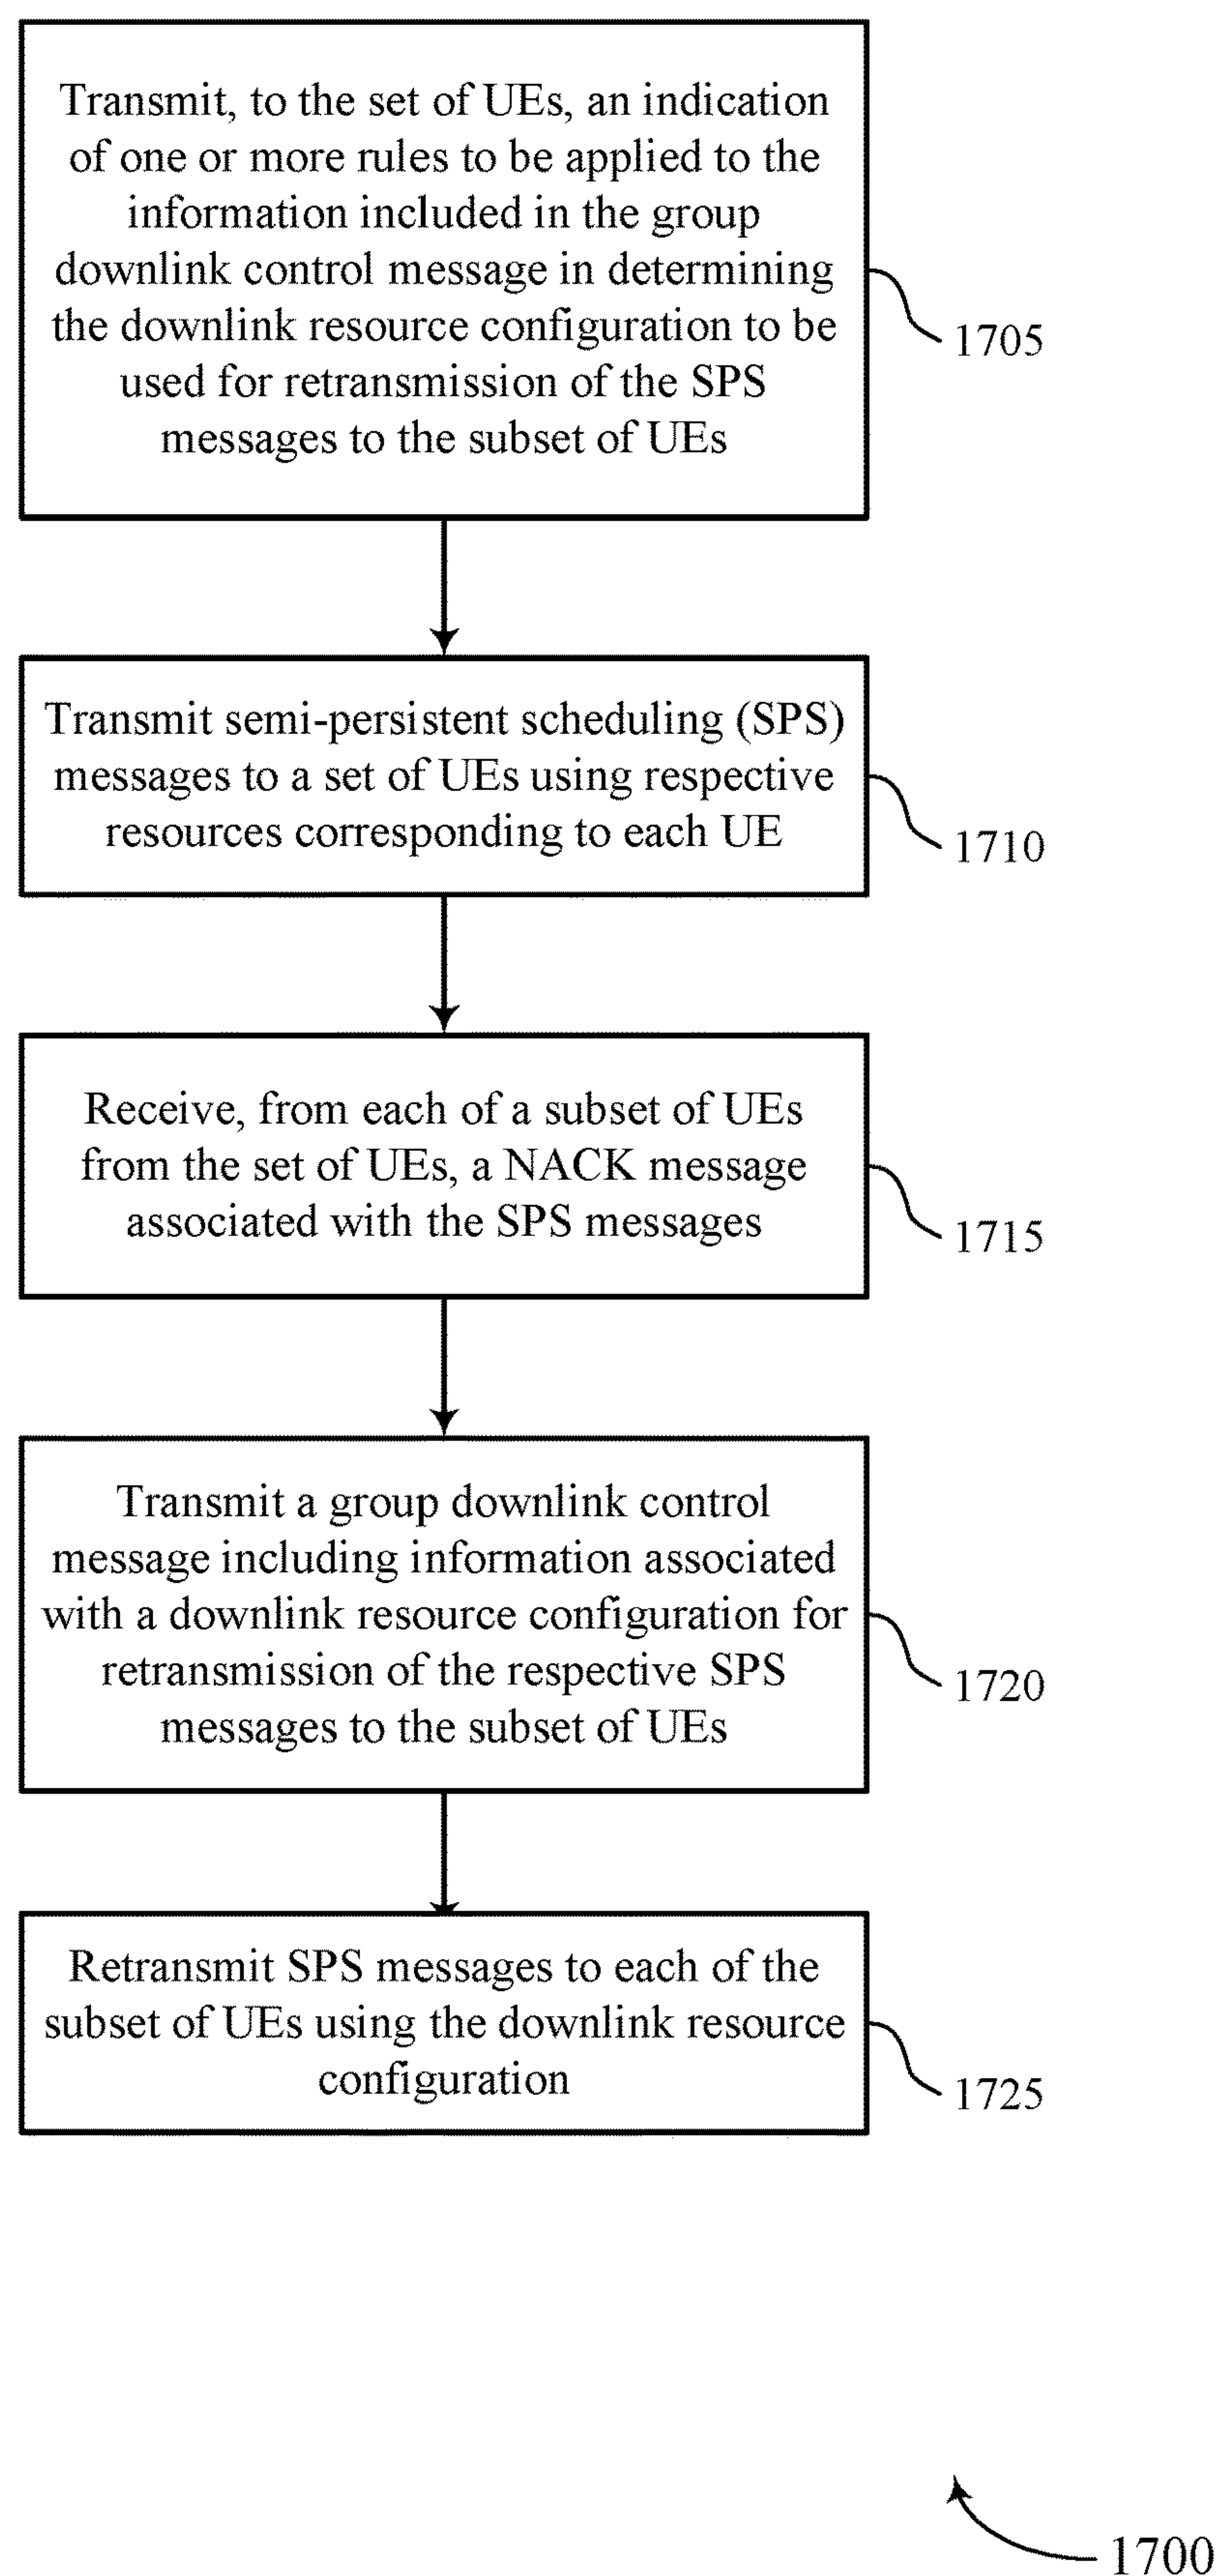 Transmit, to the set of UEs, an indication
of one or more rules to be applied to the
information included in the group
downlink control message in determining
the downlink resource configuration to be
used for retransmission of the SPS
messages to the subset of UEs
1705
Transmit semi-persistent scheduling (SPS)
messages to a set of UEs using respective
resources corresponding to each UE
1710
Receive, from each of a subset of UEs
from the set of UEs, a NACK message
associated with the SPS messages
1715
Transmit a group downlink control
message including information associated
with a downlink resource configuration for
retransmission of the respective SPS
messages to the subset of UEs
1720
Retransmit SPS messages to each of the
subset of UEs using the downlink resource
configuration
1725
1700